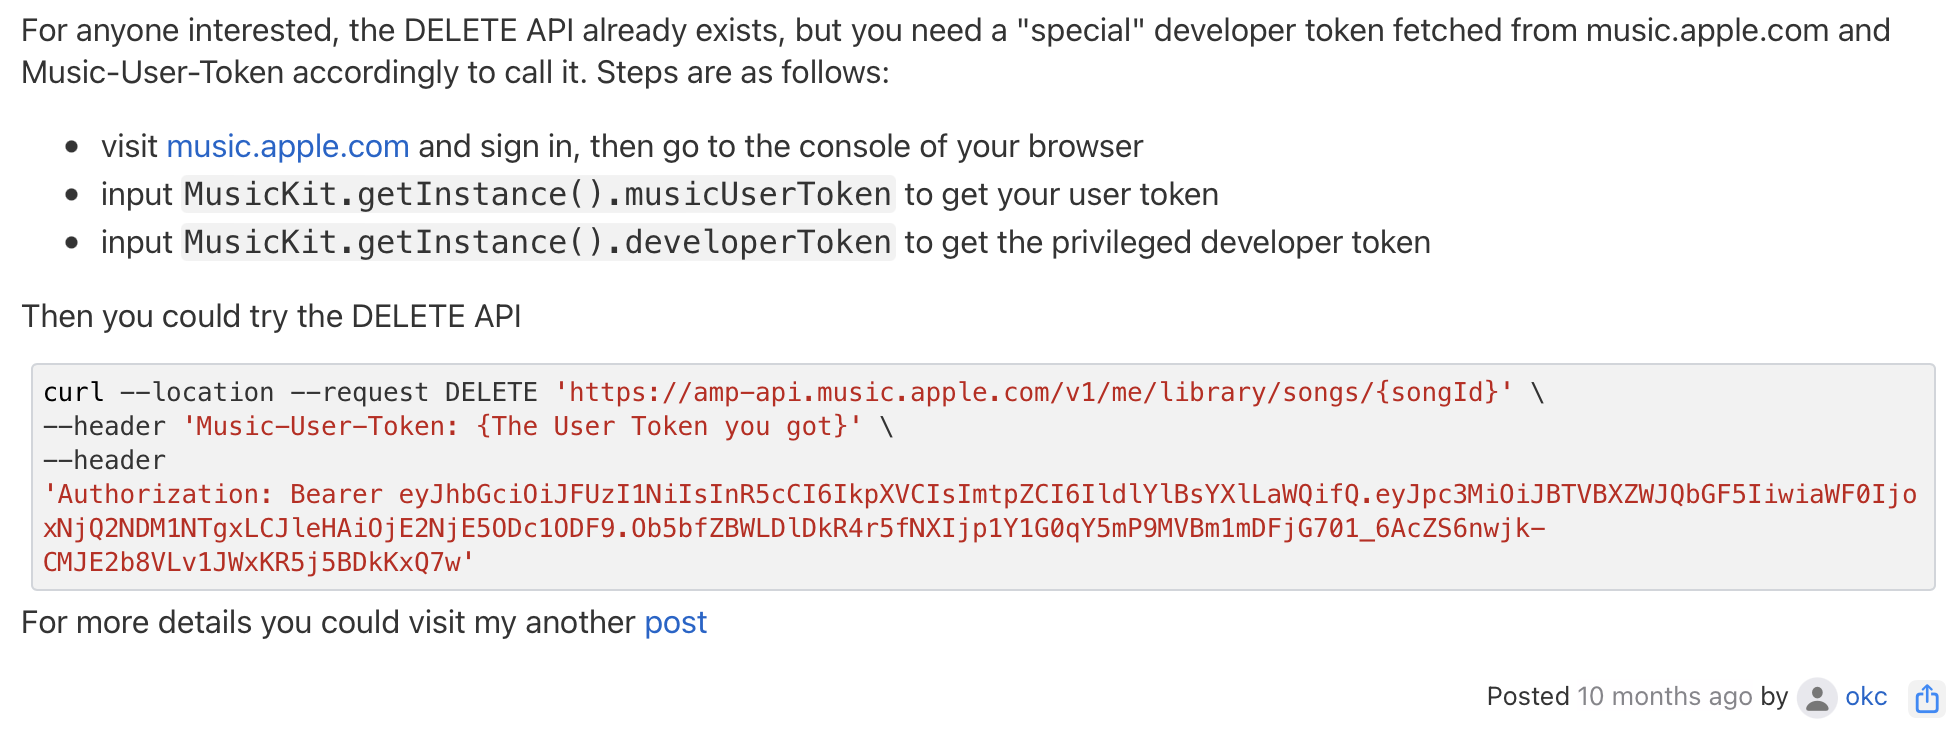 For anyone interested, the DELETE API already exists, but you need a "special" developer token fetched from music.apple.com and
Music-User-Token accordingly to call it. Steps are as follows:
• visit music.apple.com and sign in, then go to the console of your browser
• input MusicKit.getInstance().musicUserToken to get your user token
• input MusicKit.getInstance().developerToken to get the privileged developer token
Then you could try the DELETE API
curl --location --request DELETE 'https://amp-api.music.apple.com/v1/me/library/songs/{songId}' \
--header 'Music-User-Token: {The User Token you got}' \
--header
'Authorization: Bearer eyJhbGciOiJFUzI1NiIsInR5cCI6IkpXVCIsImtpZCI6IldlYlBsYXlLaWQifQ.eyJpc3MiOiJBTVBXZWJQbGF5IiwiaWF0Ijo
xNjQ2NDM1NTgxLCJleHAiOjE2NjE5ODc1ODF9.Ob5bfZBWLDlDkR4r5fNXIjp1Y1G0qY5mP9MVBm1mDFjG701_6AcZS6nwjk-
CMJE2b8VLv1JWxKR5j5BDkKxQ7w'
For more details you could visit my another post
Posted 10 months ago by okc